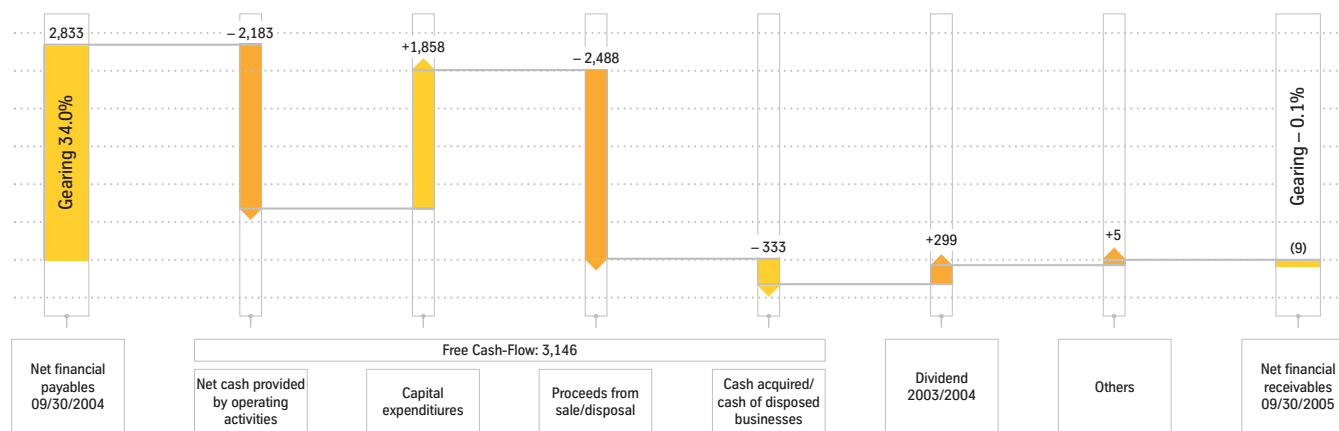 2,833
– 2,183
+1,858
– 2,488
– 333
+299
+5
(9)
Gearing 34.0%
Gearing – 0.1%
Net financial
payables
09/30/2004
Free Cash-Flow: 3,146
Net cash provided
by operating
activities
Capital
expenditiures
Proceeds from
sale/disposal
Cash acquired/
cash of disposed
businesses
Dividend
2003/2004
Others
Net financial
receivables
09/30/2005